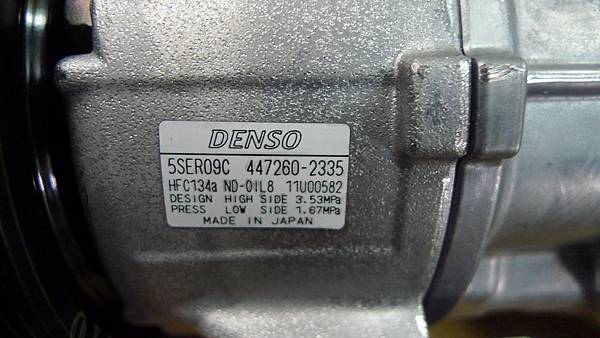 DENSO
5SER09C 447260-2335
HFC134a ND-OIL8 11U00582
DESIGN HIGH SIDE 3.53MPa
PRESS LOW SIDE 1.67MPa
MADE IN JAPAN